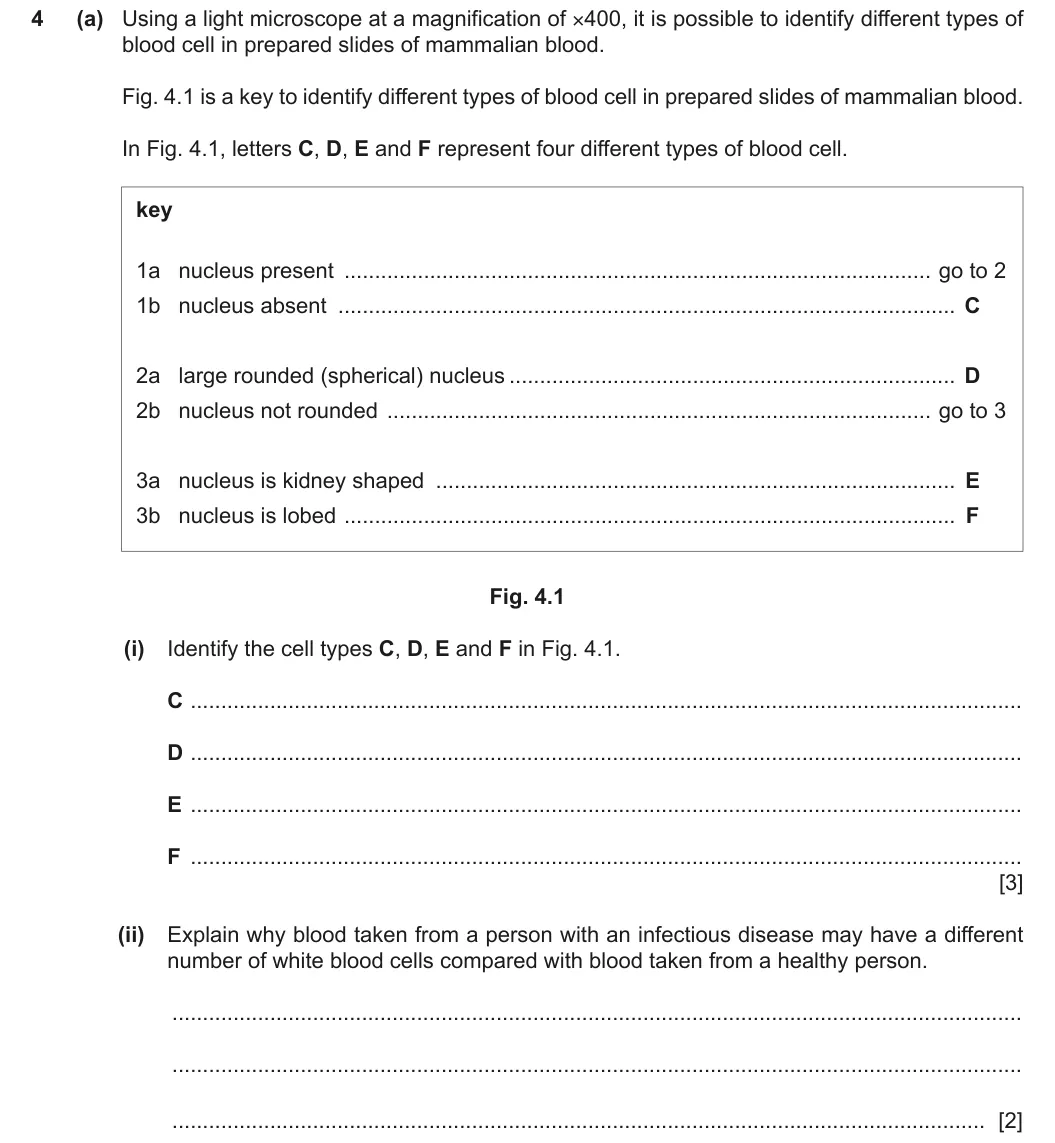 4 (a) Using a light microscope at a magnification of ×400, it is possible to identify different types of
blood cell in prepared slides of mammalian blood.
Fig. 4.1 is a key to identify different types of blood cell in prepared slides of mammalian blood.
In Fig. 4.1, letters C, D, E and F represent four different types of blood cell.
key
1a nucleus present ................................................................................................ go to 2
1b nucleus absent ..................................................................................................... C
2a large rounded (spherical) nucleus ......................................................................... D
2b nucleus not rounded ......................................................................................... go to 3
3a nucleus is kidney shaped ..................................................................................... E
3b nucleus is lobed .................................................................................................... F
Fig. 4.1
(i) Identify the cell types C, D, E and F in Fig. 4.1.
C ........................................................................................................................................
D ........................................................................................................................................
E ........................................................................................................................................
F ........................................................................................................................................
[3]
(ii) Explain why blood taken from a person with an infectious disease may have a different
number of white blood cells compared with blood taken from a healthy person.
...........................................................................................................................................
...........................................................................................................................................
..................................................................................................................................... [2]